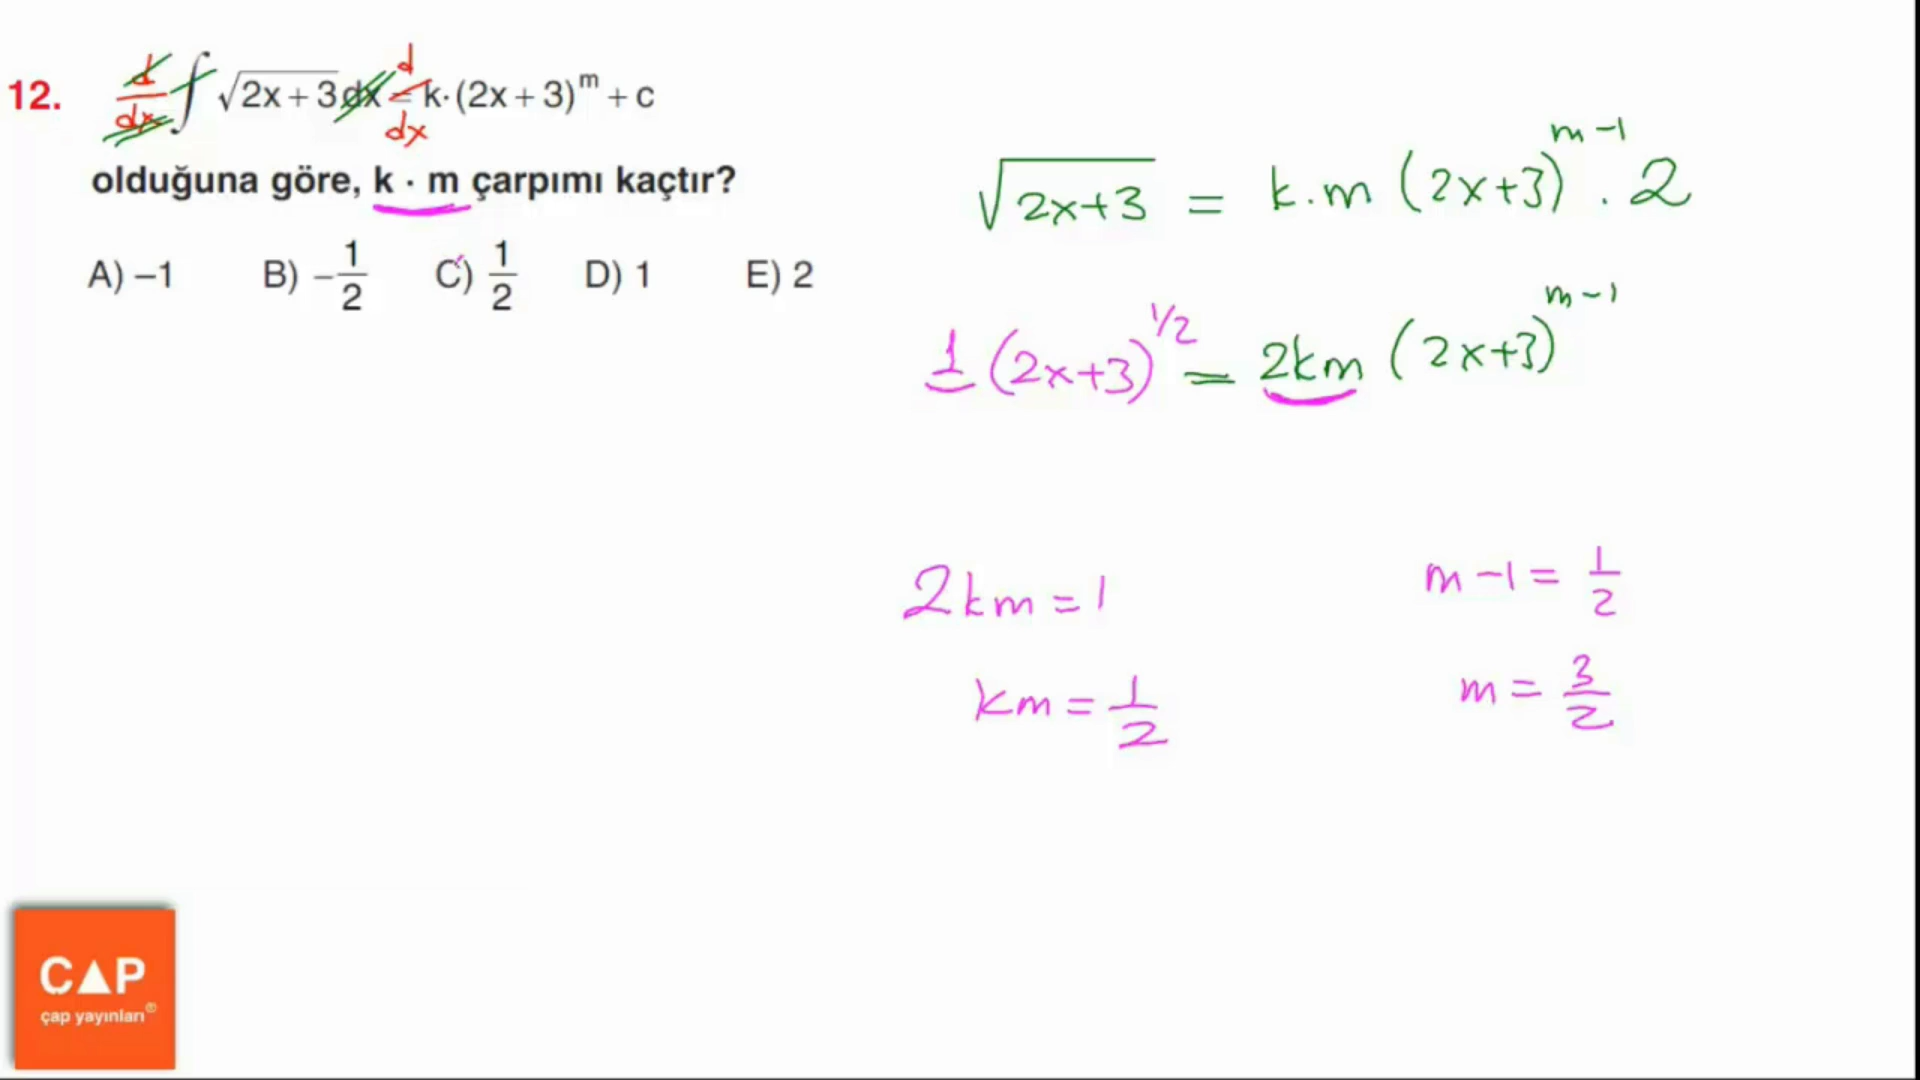 12. d/dx ∫ √(2x + 3) dx = d/dx k·(2x + 3)^m + c
olduğuna göre, k · m çarpımı kaçtır?
A) –1 B) –1/2 C) 1/2 D) 1 E) 2
√(2x+3) = k.m (2x+3)^(m-1) . 2
1 (2x+3)^(1/2) = 2km (2x+3)^(m-1)
2km = 1
km = 1/2
m - 1 = 1/2
m = 3/2
ÇAP
çap yayınları®